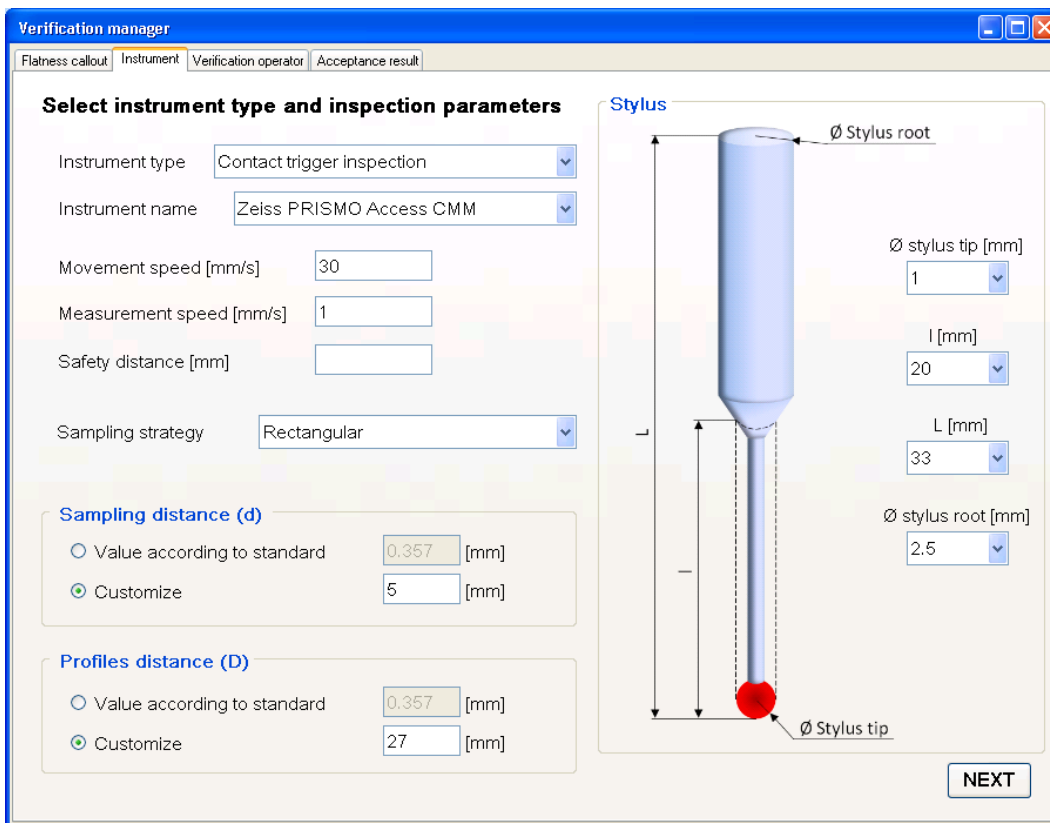 Verification manager
Flatness callout Instrument Verification operator Acceptance result
Select instrument type and inspection parameters
Instrument type Contact trigger inspection
Instrument name Zeiss PRISMO Access CMM
Movement speed [mm/s] 30
Measurement speed [mm/s] 1
Safety distance [mm]
Sampling strategy Rectangular
Sampling distance (d)
Value according to standard 0.357 [mm]
Customize 5 [mm]
Profiles distance (D)
Value according to standard 0.357 [mm]
Customize 27 [mm]
Stylus
Ø Stylus root
L
l
Ø Stylus tip
Ø stylus tip [mm]
1
l [mm]
20
L [mm]
33
Ø stylus root [mm]
2.5
NEXT